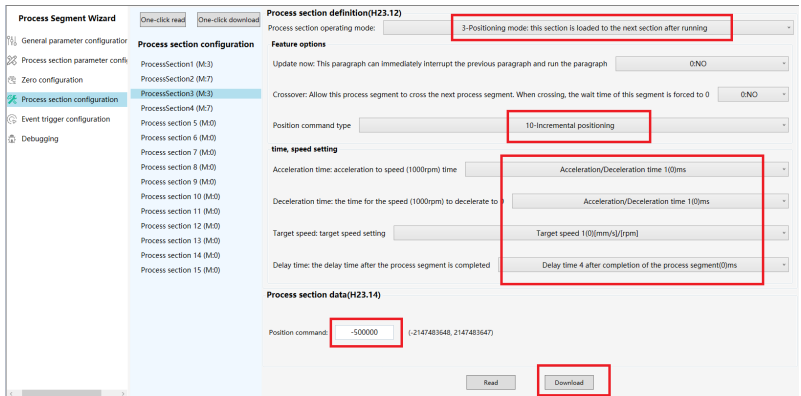 Process Segment Wizard
General parameter configuration
Process section parameter confi
Zero configuration
Process section configuration
Event trigger configuration
Debugging
One-click read
One-click download
Process section configuration
ProcessSection1 (M:3)
ProcessSection2 (M:7)
ProcessSection3 (M:3)
ProcessSection4 (M:7)
Process section 5 (M:0)
Process section 6 (M:0)
Process section 7 (M:0)
Process section 8 (M:0)
Process section 9 (M:0)
Process section 10 (M:0)
Process section 11 (M:0)
Process section 12 (M:0)
Process section 13 (M:0)
Process section 14 (M:0)
Process section 15 (M:0)
Process section definition(H23.12)
Process section operating mode: 3-Positioning mode: this section is loaded to the next section after running
Feature options
Update now: This paragraph can immediately interrupt the previous paragraph and run the paragraph 0:NO
Crossover: Allow this process segment to cross the next process segment. When crossing, the wait time of this segment is forced to 0 0:NO
Position command type 10-Incremental positioning
time, speed setting
Acceleration time: acceleration to speed (1000rpm) time Acceleration/Deceleration time 1(0)ms
Deceleration time: the time for the speed (1000rpm) to decelerate to 0 Acceleration/Deceleration time 1(0)ms
Target speed: target speed setting Target speed 1(0)[mm/s]/[rpm]
Delay time: the delay time after the process segment is completed Delay time 4 after completion of the process segment(0)ms
Process section data(H23.14)
Position command: -500000 (-2147483648, 2147483647)
Read
Download